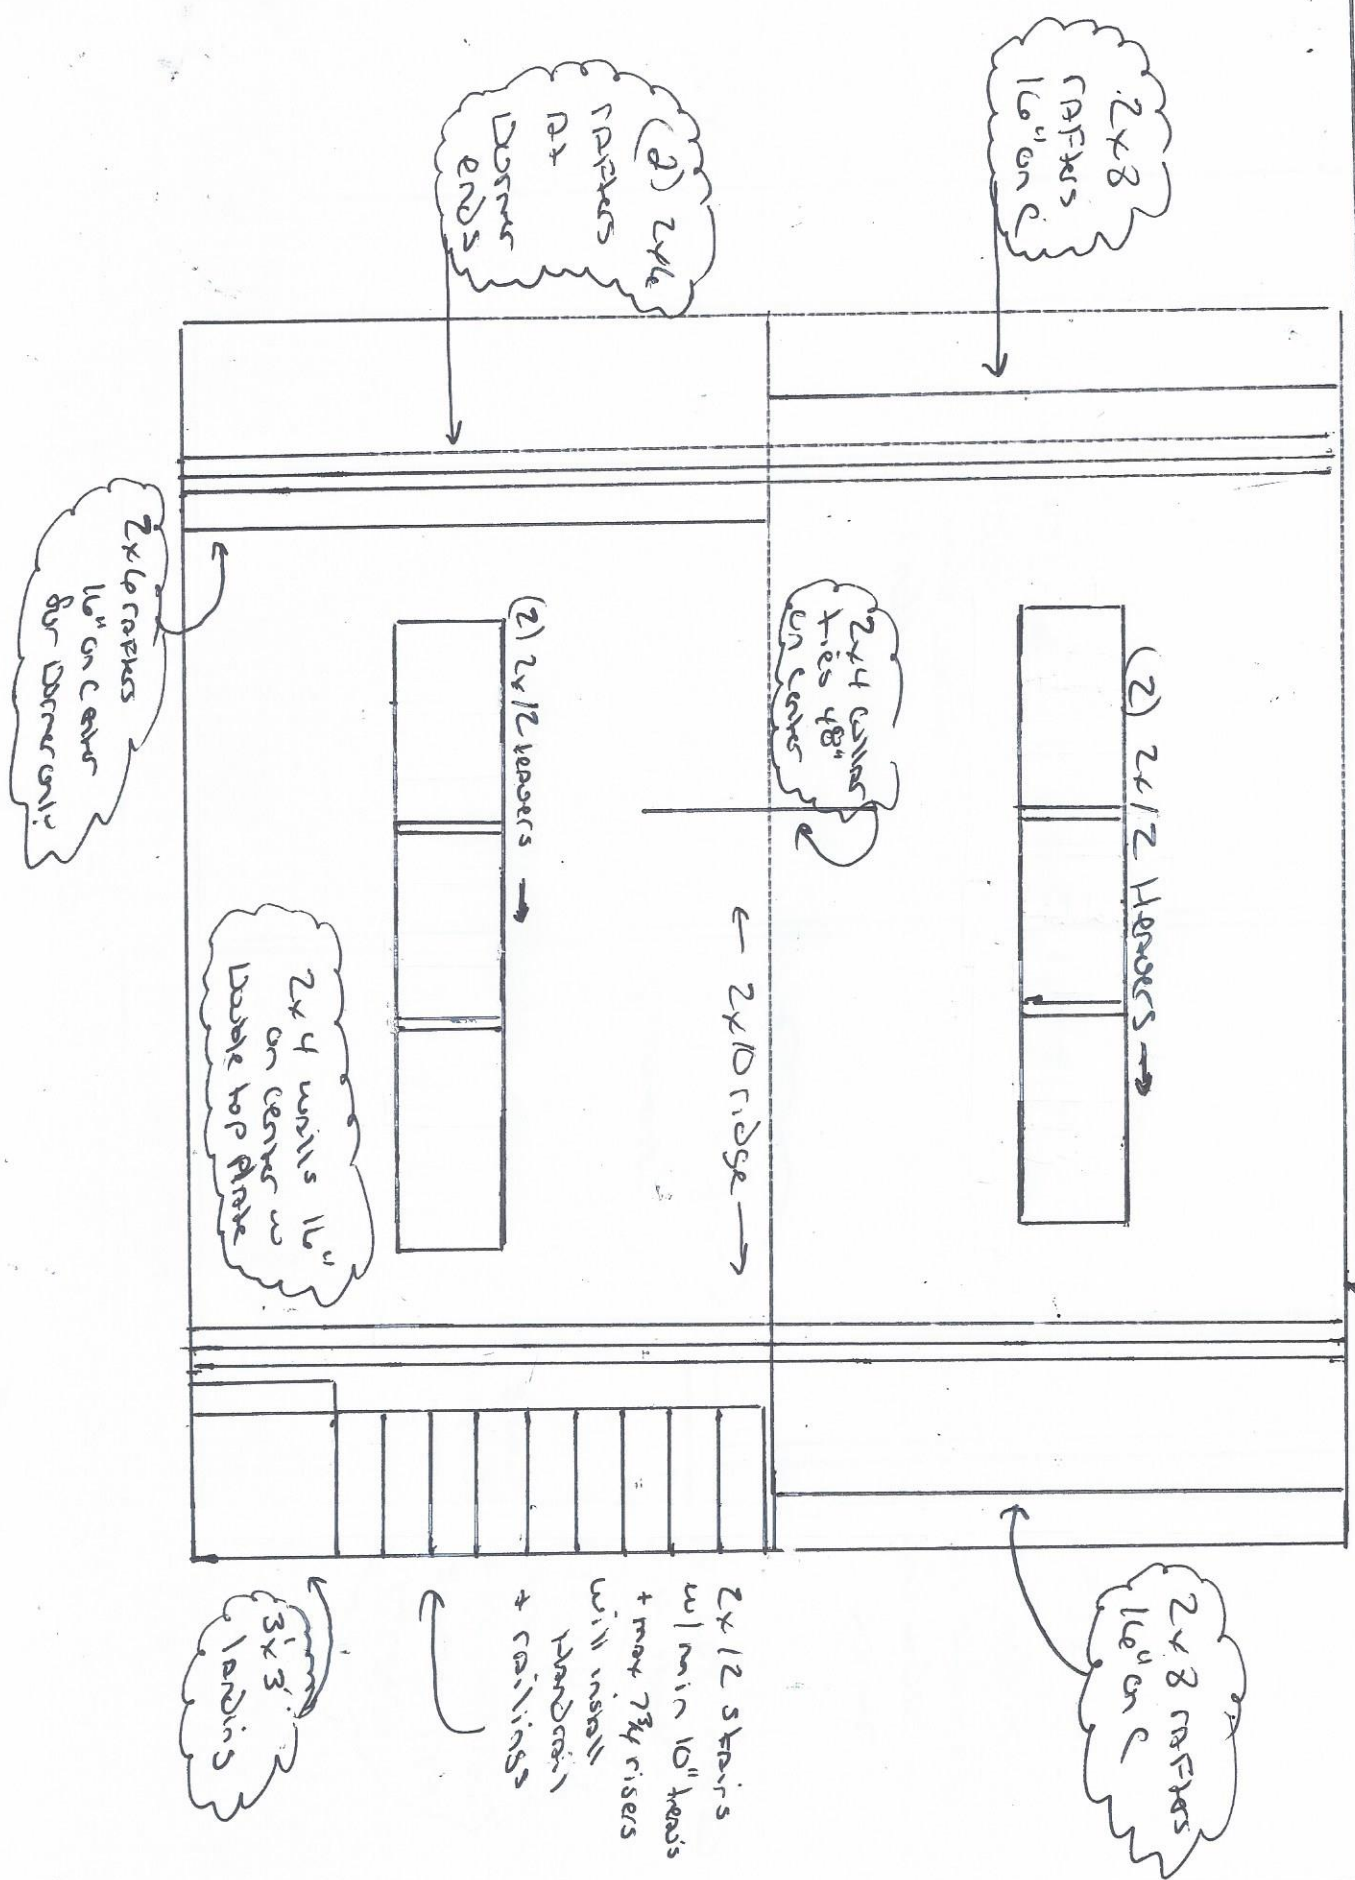 2x8
rafters
16" on C
(2) 2x6
rafters
at
Dormer
ends
(2) 2x12 Headers →
2x4 collar
ties 48"
on center
← 2x10 ridge →
(2) 2x12 headers →
2x6 rafters
16" on center
for Dormer only
2x4 walls 16"
on center w
Double top plate
2x8 rafters
16" on C
2x12 stairs
w/ min 10" treads
+ max 7 3/4 risers
will install
Handrail
+ railings
3'x3'
landing